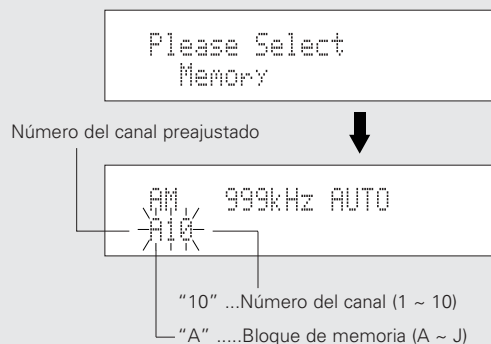 Please Select
Memory
Número del canal preajustado
AM 999kHz AUTO
A10
“10” ...Número del canal (1 ~ 10)
“A” .....Bloque de memoria (A ~ J)